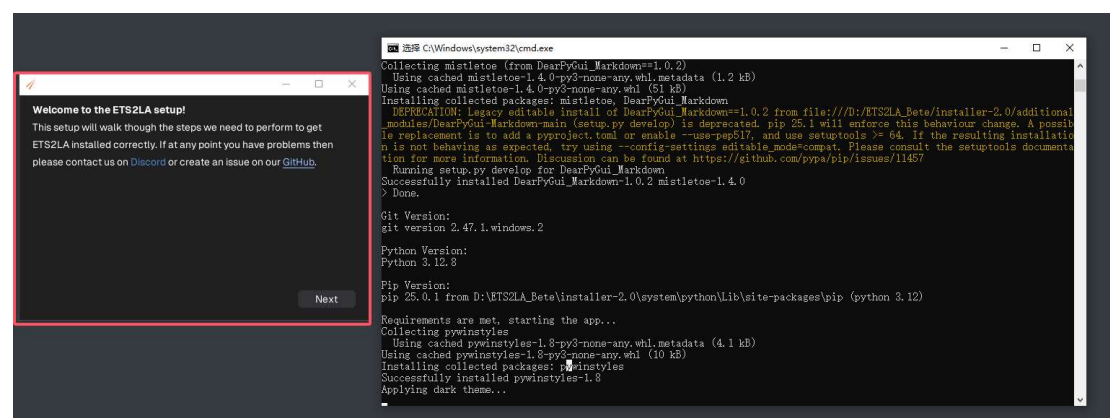 Welcome to the ETS2LA setup!
This setup will walk though the steps we need to perform to get
ETS2LA installed correctly. If at any point you have problems then
please contact us on Discord or create an issue on our GitHub.
Next
选择 C:\Windows\system32\cmd.exe
Collecting mistletoe (from DearPyGui_Markdown==1.0.2)
  Using cached mistletoe-1.4.0-py3-none-any.whl.metadata (1.2 kB)
Using cached mistletoe-1.4.0-py3-none-any.whl (51 kB)
Installing collected packages: mistletoe, DearPyGui_Markdown
  DEPRECATION: Legacy editable install of DearPyGui_Markdown==1.0.2 from file:///D:/ETS2LA_Bete/installer-2.0/additional
_modules/DearPyGui-Markdown-main (setup.py develop) is deprecated. pip 25.1 will enforce this behaviour change. A possib
le replacement is to add a pyproject.toml or enable --use-pep517, and use setuptools >= 64. If the resulting installatio
n is not behaving as expected, try using --config-settings editable_mode=compat. Please consult the setuptools documenta
tion for more information. Discussion can be found at https://github.com/pypa/pip/issues/11457
  Running setup.py develop for DearPyGui_Markdown
Successfully installed DearPyGui_Markdown-1.0.2 mistletoe-1.4.0
> Done.
Git Version:
git version 2.47.1.windows.2
Python Version:
Python 3.12.8
Pip Version:
pip 25.0.1 from D:\ETS2LA_Bete\installer-2.0\system\python\Lib\site-packages\pip (python 3.12)
Requirements are met, starting the app...
Collecting pywinstyles
  Using cached pywinstyles-1.8-py3-none-any.whl.metadata (4.1 kB)
Using cached pywinstyles-1.8-py3-none-any.whl (10 kB)
Installing collected packages: pywinstyles
Successfully installed pywinstyles-1.8
Applying dark theme...